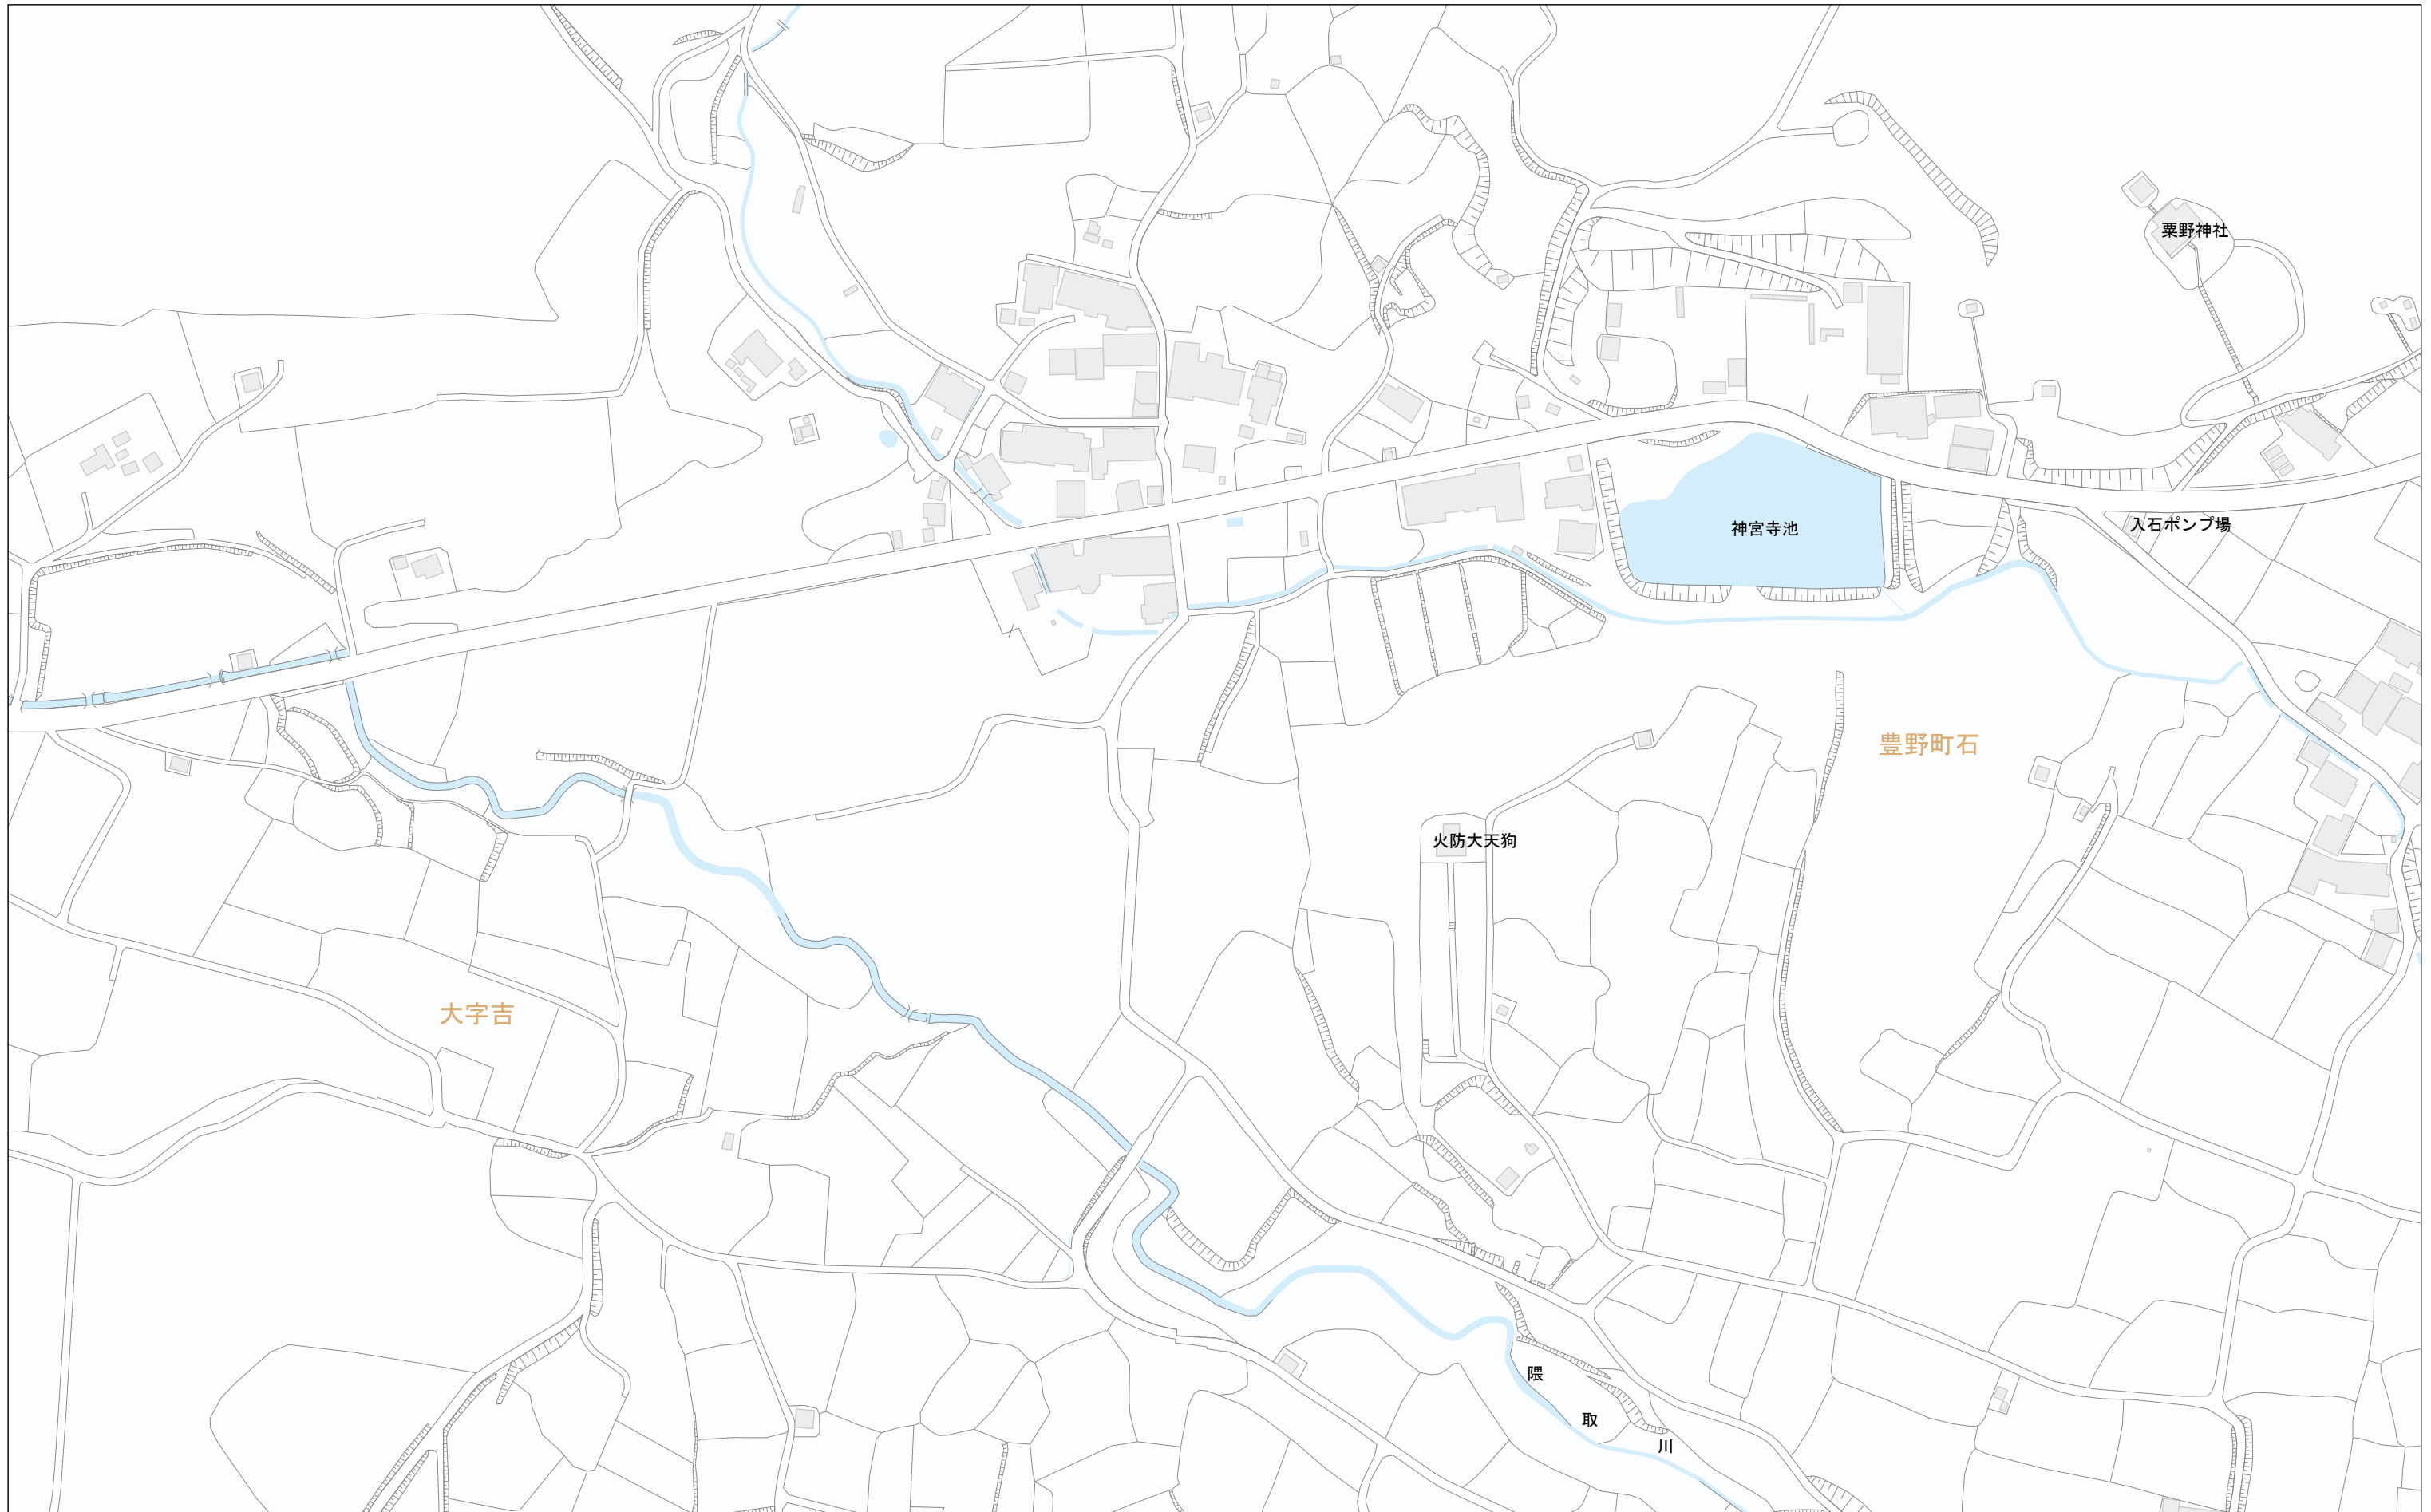 粟野神社
神宮寺池
入石ポンプ場
豊野町石
火防大天狗
大字吉
隈
取
川